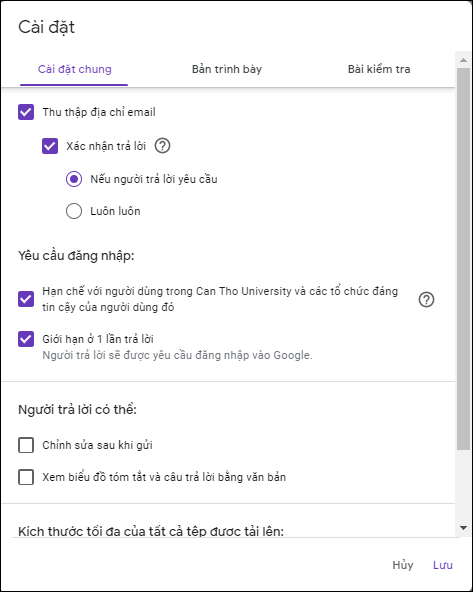 Cài đặt
Cài đặt chung
Bản trình bày
Bài kiểm tra
Thu thập địa chỉ email
Xác nhận trả lời
Nếu người trả lời yêu cầu
Luôn luôn
Yêu cầu đăng nhập:
Hạn chế với người dùng trong Can Tho University và các tổ chức đáng
tin cậy của người dùng đó
Giới hạn ở 1 lần trả lời
Người trả lời sẽ được yêu cầu đăng nhập vào Google.
Người trả lời có thể:
Chỉnh sửa sau khi gửi
Xem biểu đồ tóm tắt và câu trả lời bằng văn bản
Kích thước tối đa của tất cả tệp được tải lên:
Hủy
Lưu